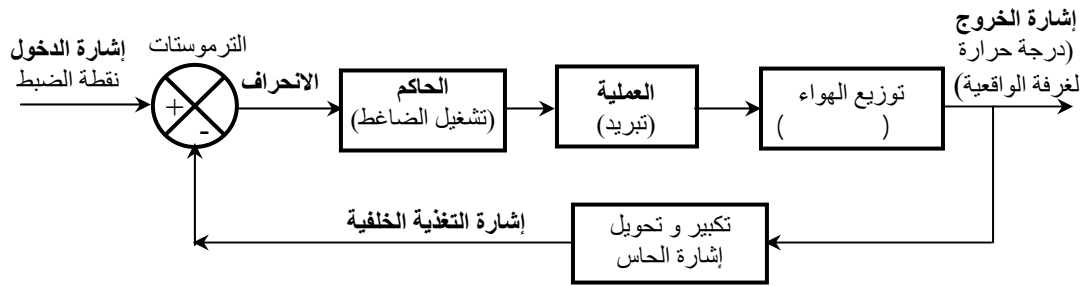 إشارة الخروج
(درجة حرارة
لغرفة الواقعية)
الترموستات
إشارة الدخول
نقطة الضبط
+
-
الانحراف
الحاكم
(تشغيل الضاغط)
العملية
(تبريد)
توزيع الهواء
( )
إشارة التغذية الخلفية
تكبير و تحويل
إشارة الحاس